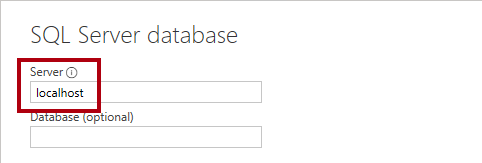 SQL Server database
Server
localhost
Database (optional)